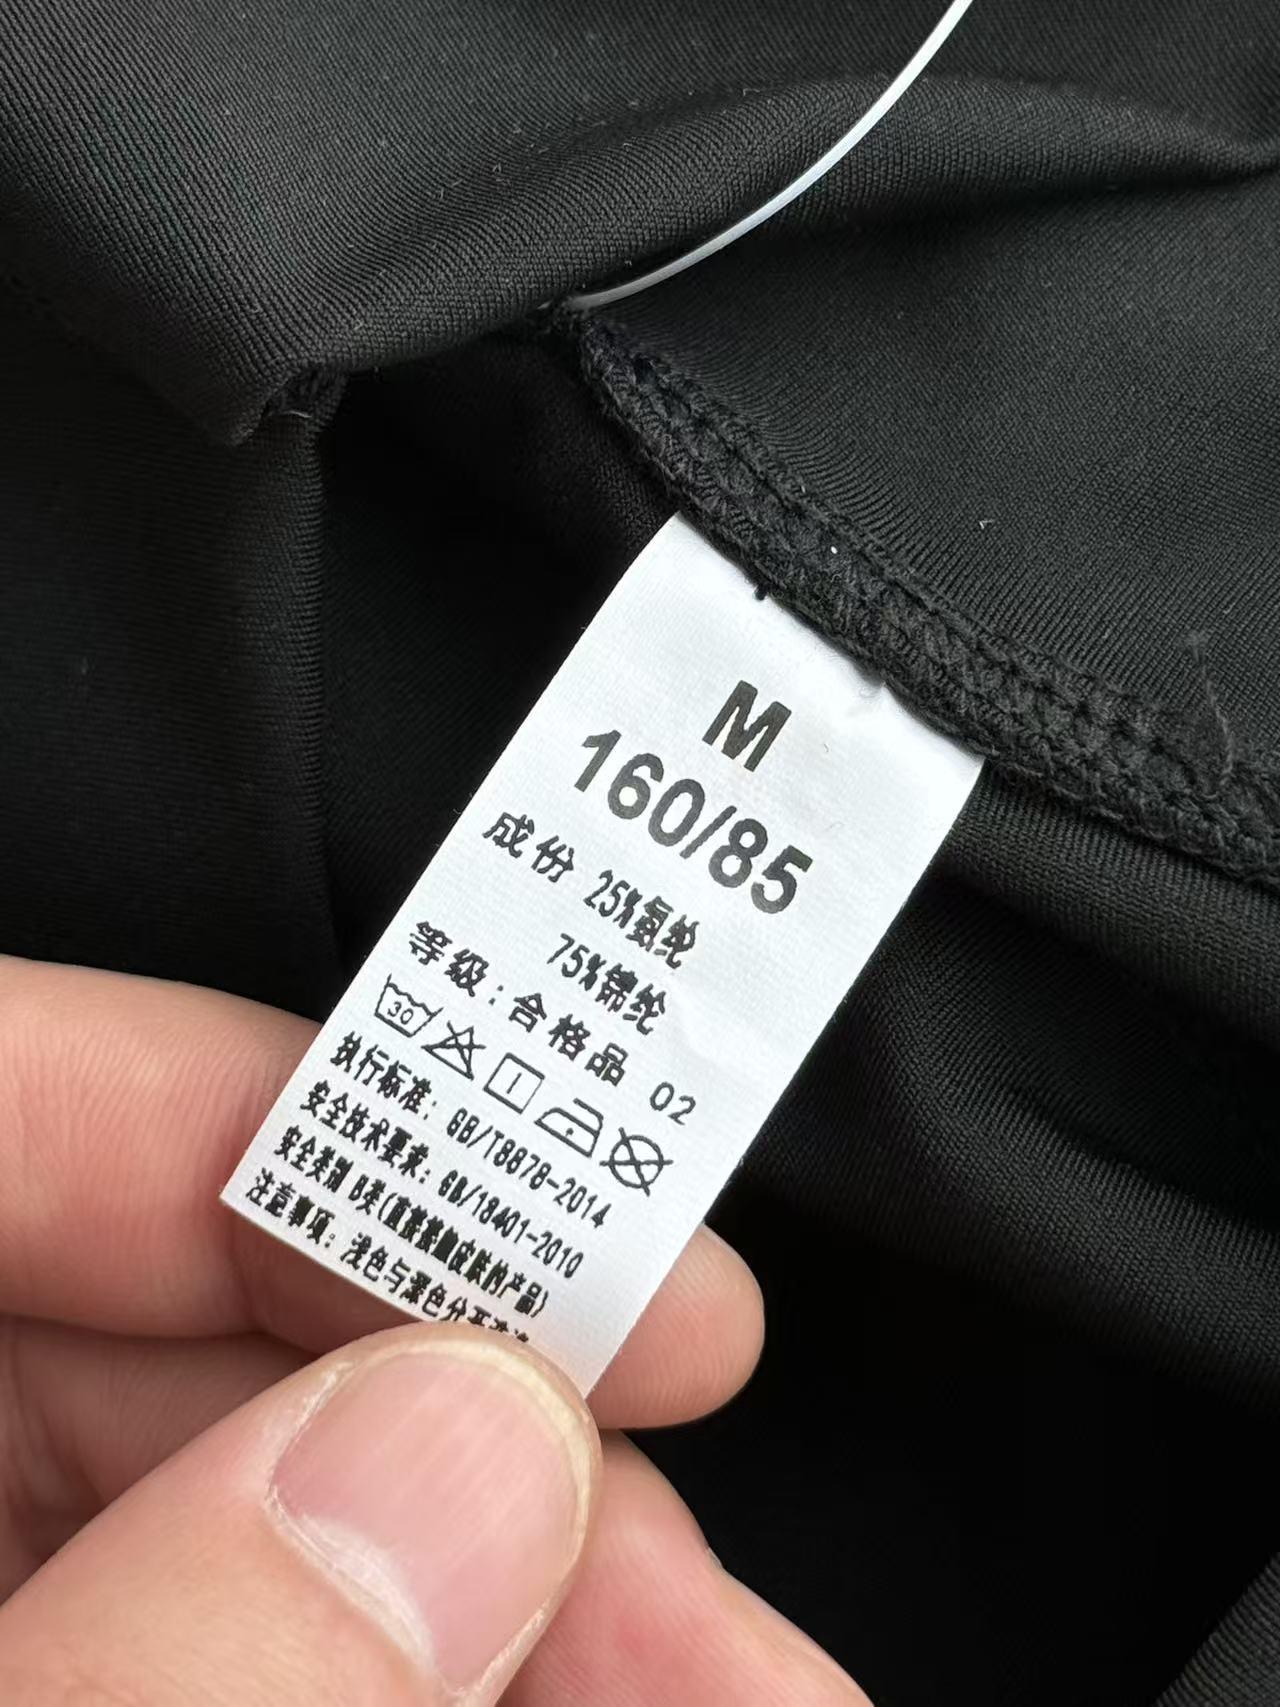 M
160/85
成份 25%氨纶
75%锦纶
等级:合格品 02
30
执行标准: GB/T8878-2014
安全技术要求: GB/18401-2010
安全类别 B类(直接接触皮肤的产品)
注意事项: 浅色与深色分开